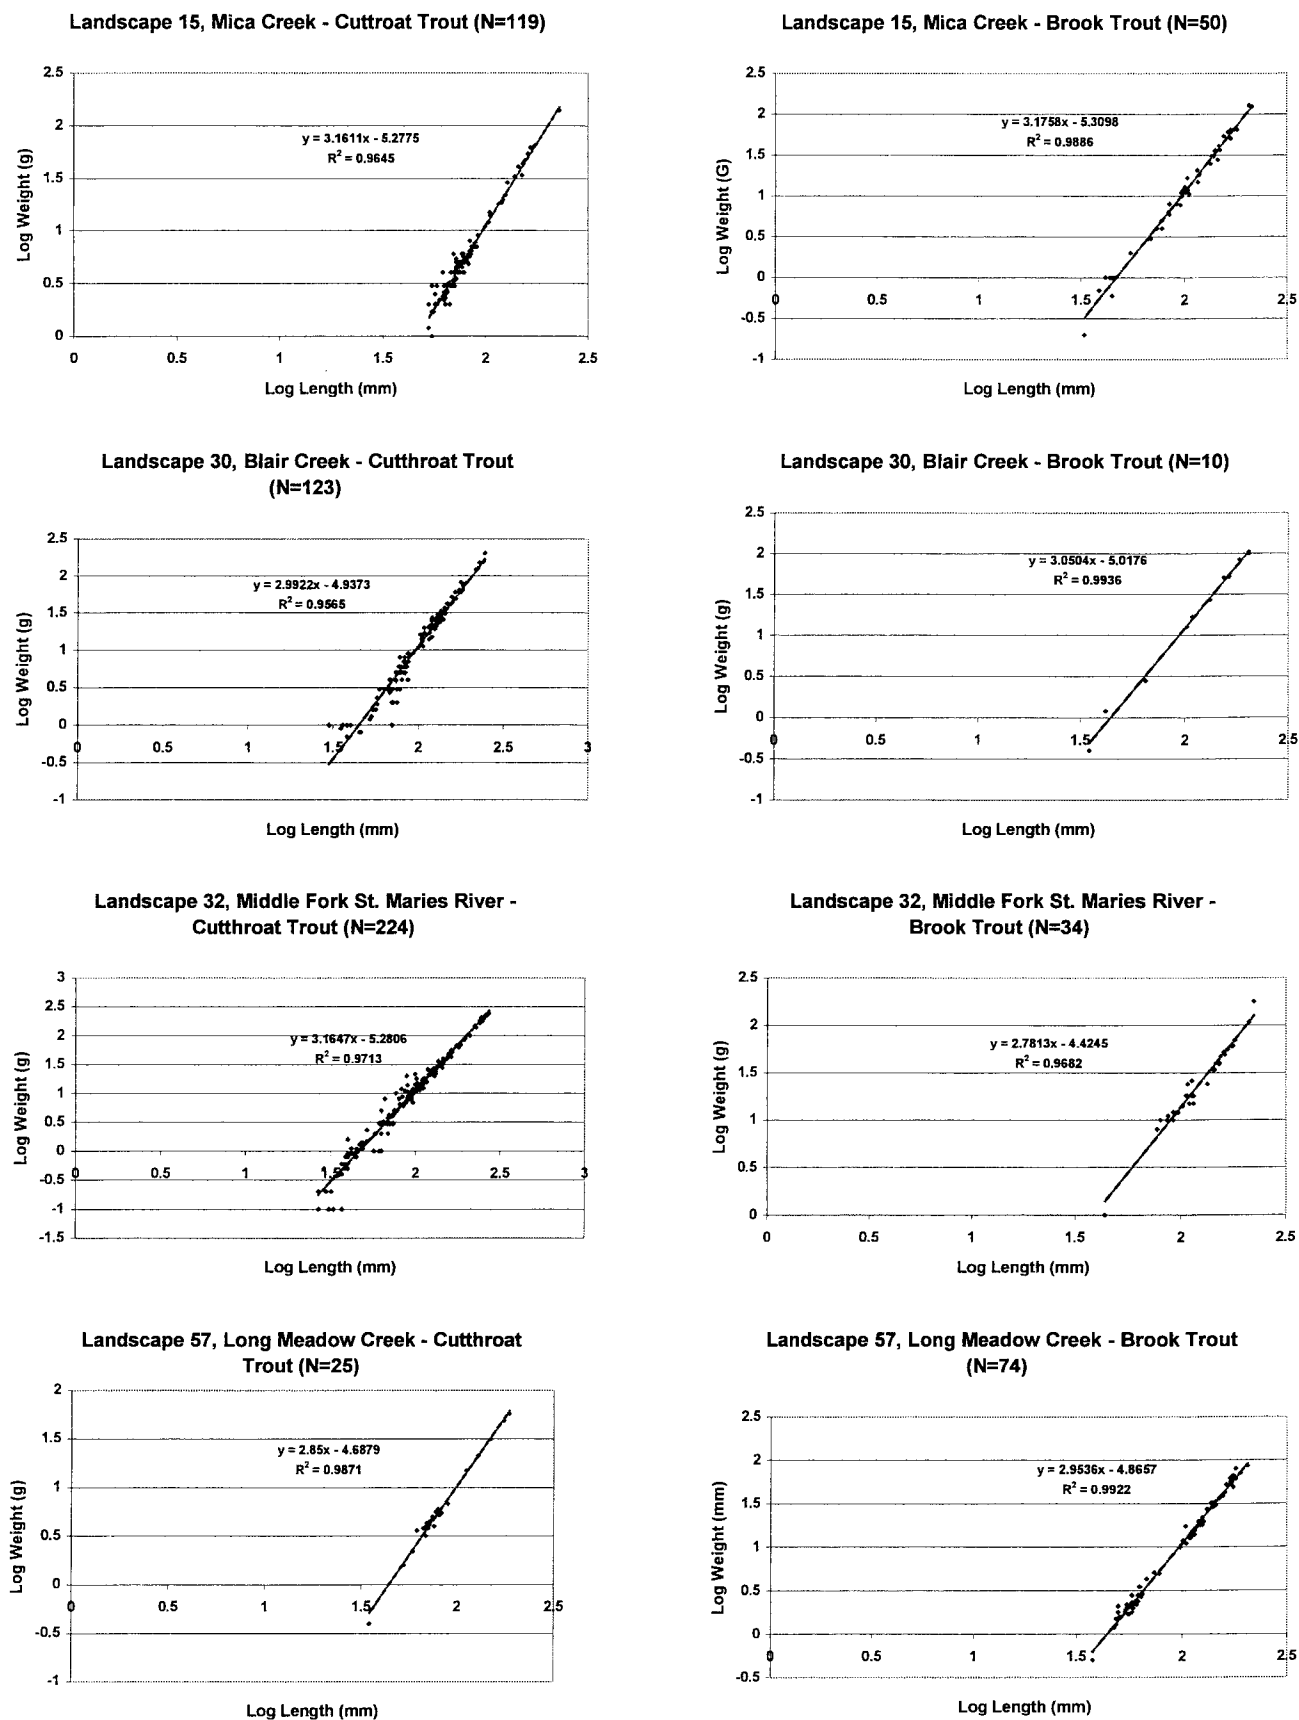 Landscape 15, Mica Creek - Cuttroat Trout (N=119)
2.5
2
1.5
1
0.5
0
Log Weight (g)
y = 3.1611x - 5.2775
R² = 0.9645
0 0.5 1 1.5 2 2.5
Log Length (mm)
Landscape 15, Mica Creek - Brook Trout (N=50)
2.5
2
1.5
1
0.5
0
-0.5
-1
Log Weight (G)
y = 3.1758x - 5.3098
R² = 0.9886
0.5 1 1.5 2 2.5
Log Length (mm)
Landscape 30, Blair Creek - Cutthroat Trout
(N=123)
2.5
2
1.5
1
0.5
0
-0.5
-1
Log Weight (g)
y = 2.9922x - 4.9373
R² = 0.9565
0 0.5 1 1.5 2 2.5 3
Log Length (mm)
Landscape 30, Blair Creek - Brook Trout (N=10)
2.5
2
1.5
1
0.5
0
-0.5
-1
Log Weight (g)
y = 3.0504x - 5.0176
R² = 0.9936
0 0.5 1 1.5 2 2.5
Log Length (mm)
Landscape 32, Middle Fork St. Maries River -
Cutthroat Trout (N=224)
3
2.5
2
1.5
1
0.5
0
-0.5
-1
-1.5
Log Weight (g)
y = 3.1647x - 5.2806
R² = 0.9713
0 0.5 1 1.5 2 2.5 3
Log Length (mm)
Landscape 32, Middle Fork St. Maries River -
Brook Trout (N=34)
2.5
2
1.5
1
0.5
0
Log Weight (g)
y = 2.7813x - 4.4245
R² = 0.9682
0 0.5 1 1.5 2 2.5
Log Length (mm)
Landscape 57, Long Meadow Creek - Cutthroat
Trout (N=25)
2
1.5
1
0.5
0
-0.5
-1
Log Weight (g)
y = 2.85x - 4.6879
R² = 0.9871
0 0.5 1 1.5 2 2.5
Log Length (mm)
Landscape 57, Long Meadow Creek - Brook Trout
(N=74)
2.5
2
1.5
1
0.5
0
-0.5
Log Weight (mm)
y = 2.9536x - 4.8657
R² = 0.9922
0 0.5 1 1.5 2 2.5
Log Length (mm)